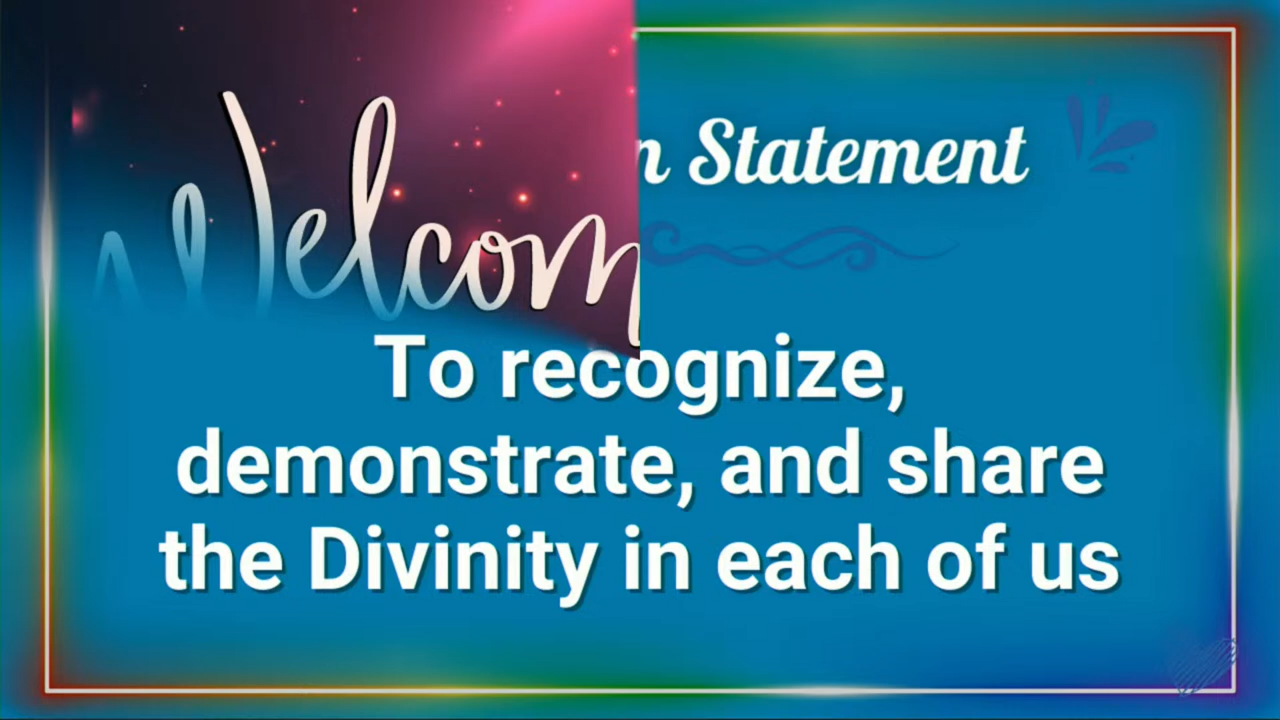 Welcom
n Statement
To recognize,
demonstrate, and share
the Divinity in each of us